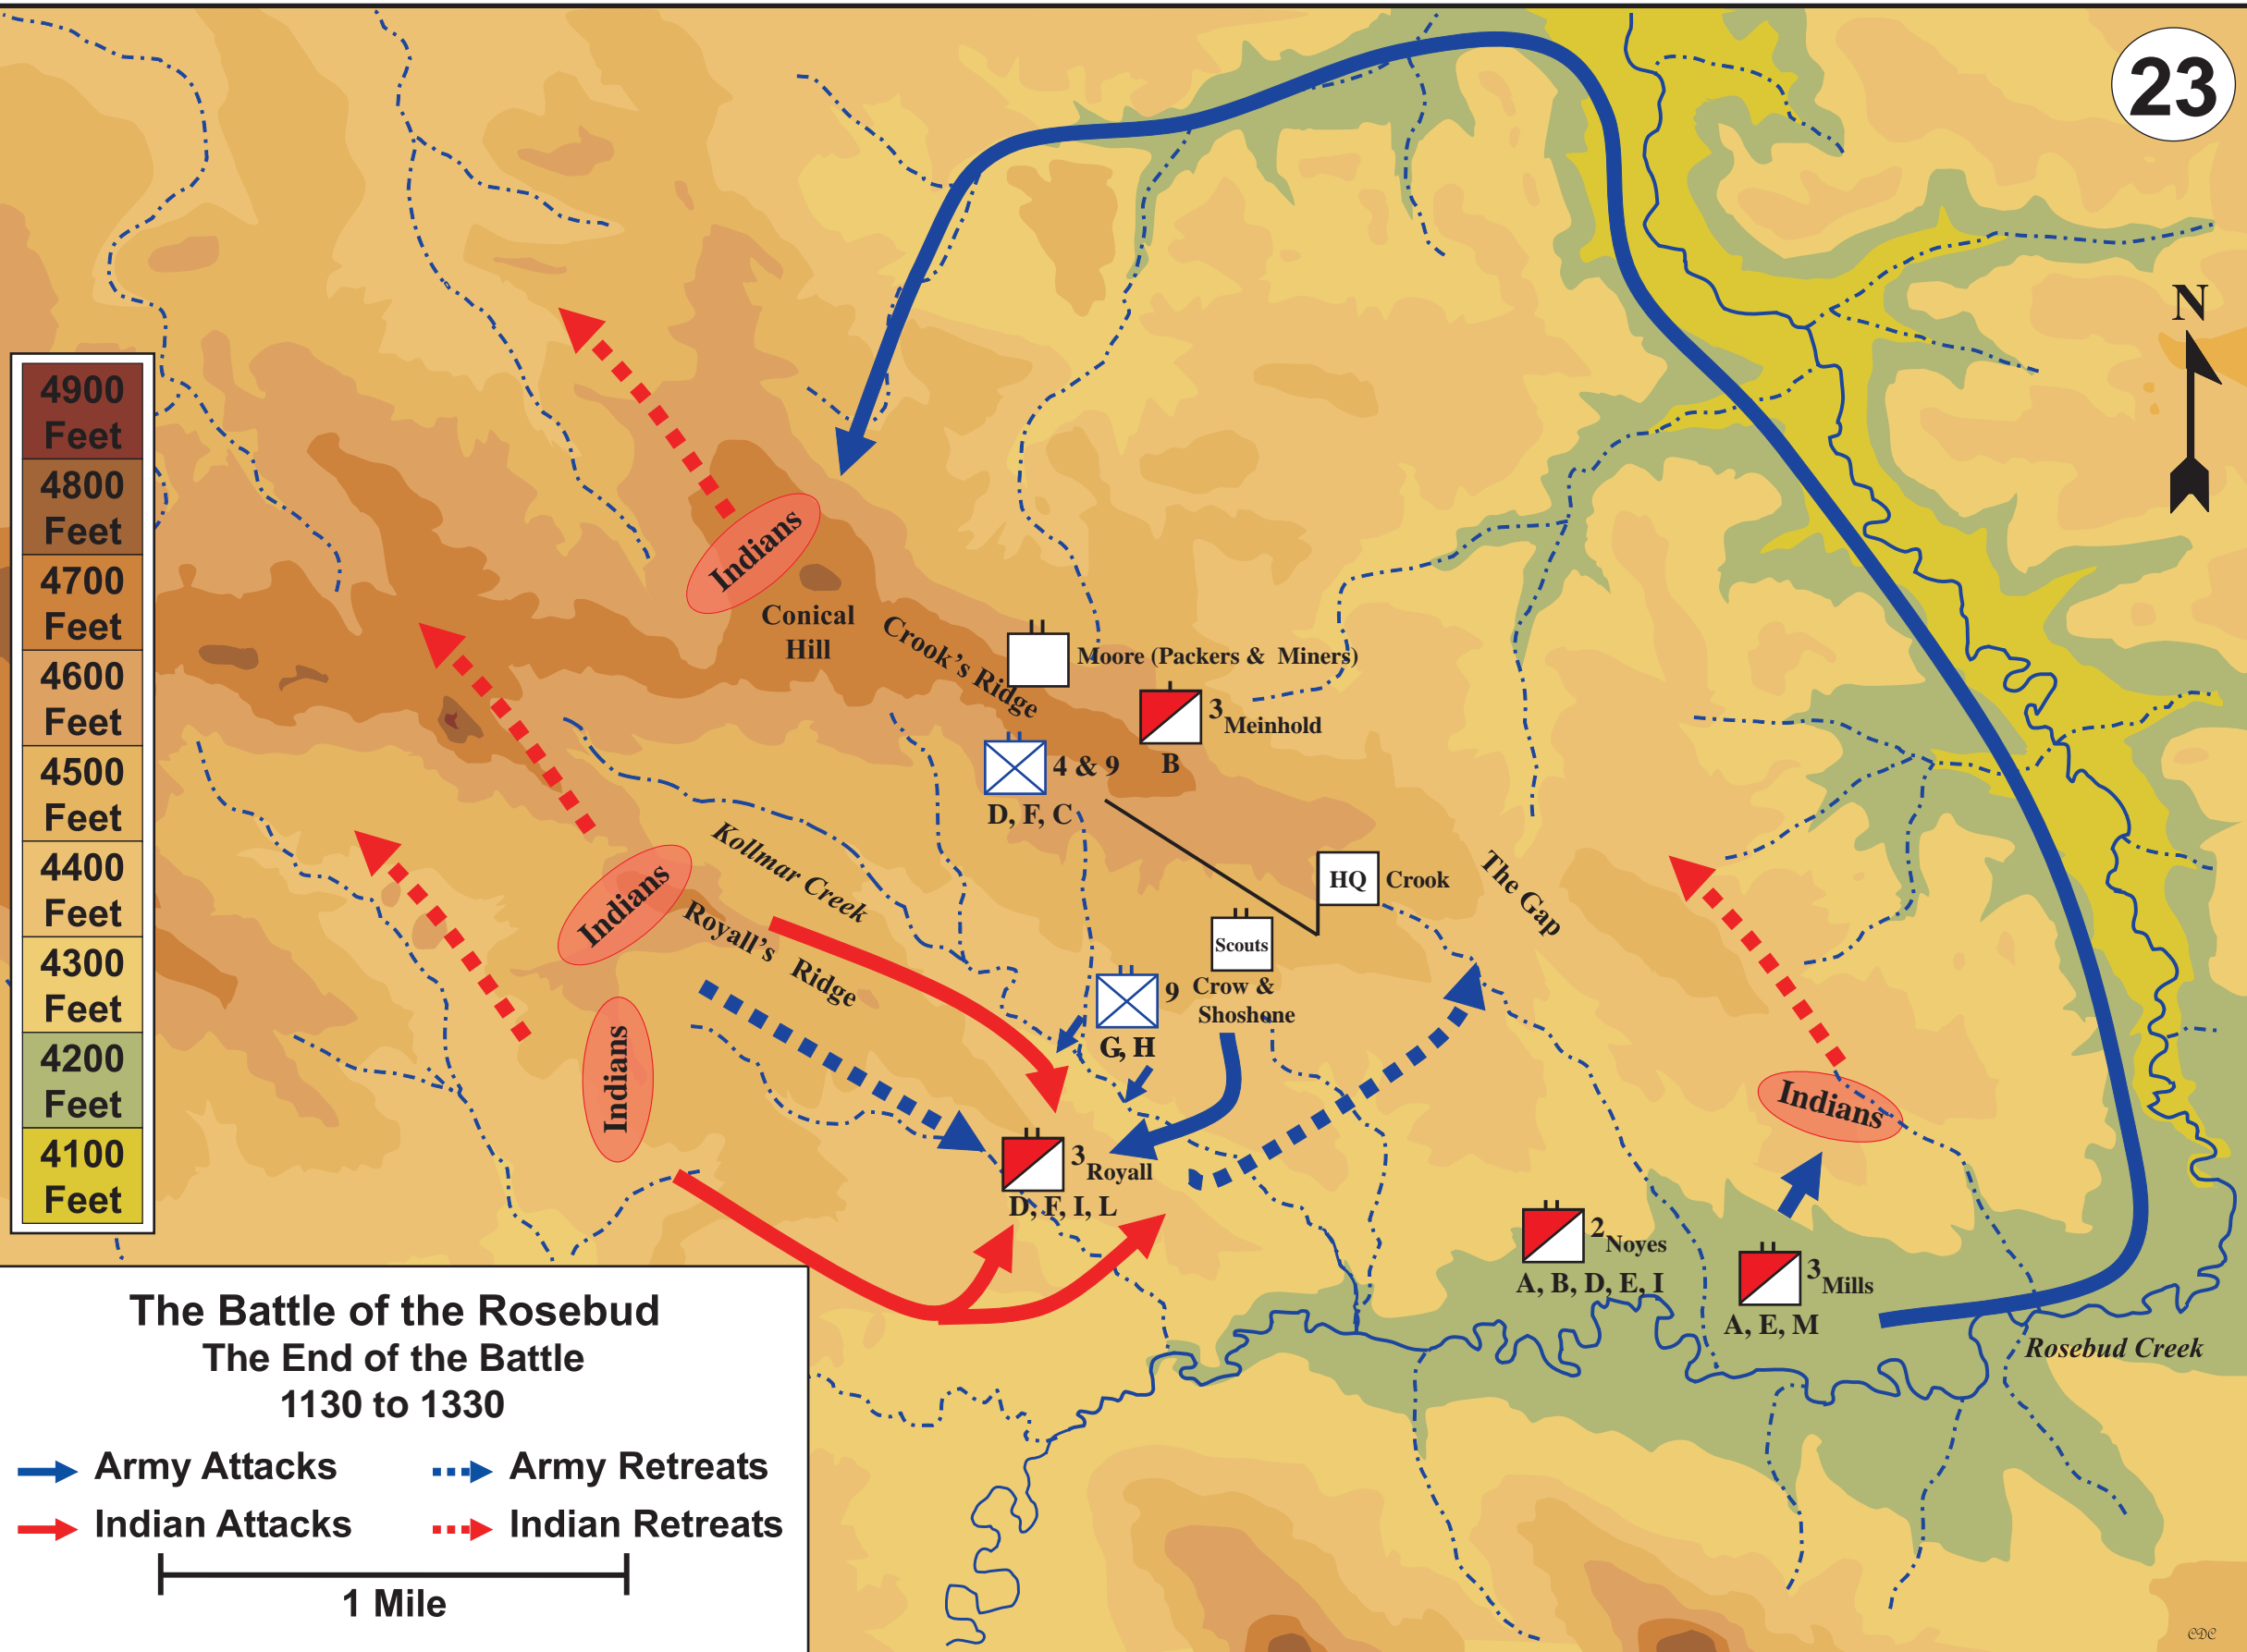 23
N
4900
Feet
4800
Feet
4700
Feet
4600
Feet
4500
Feet
4400
Feet
4300
Feet
4200
Feet
4100
Feet
Indians
Conical
Hill
Crook's Ridge
Moore (Packers & Miners)
3
Meinhold
B
4 & 9
D, F, C
HQ
Crook
The Gap
Kollmar Creek
Indians
Royall's Ridge
Scouts
Crow &
Shoshone
9
G, H
Indians
Indians
3
Royall
D, F, I, L
2
Noyes
A, B, D, E, I
3
Mills
A, E, M
Rosebud Creek
The Battle of the Rosebud
The End of the Battle
1130 to 1330
Army Attacks
Army Retreats
Indian Attacks
Indian Retreats
1 Mile
CDC